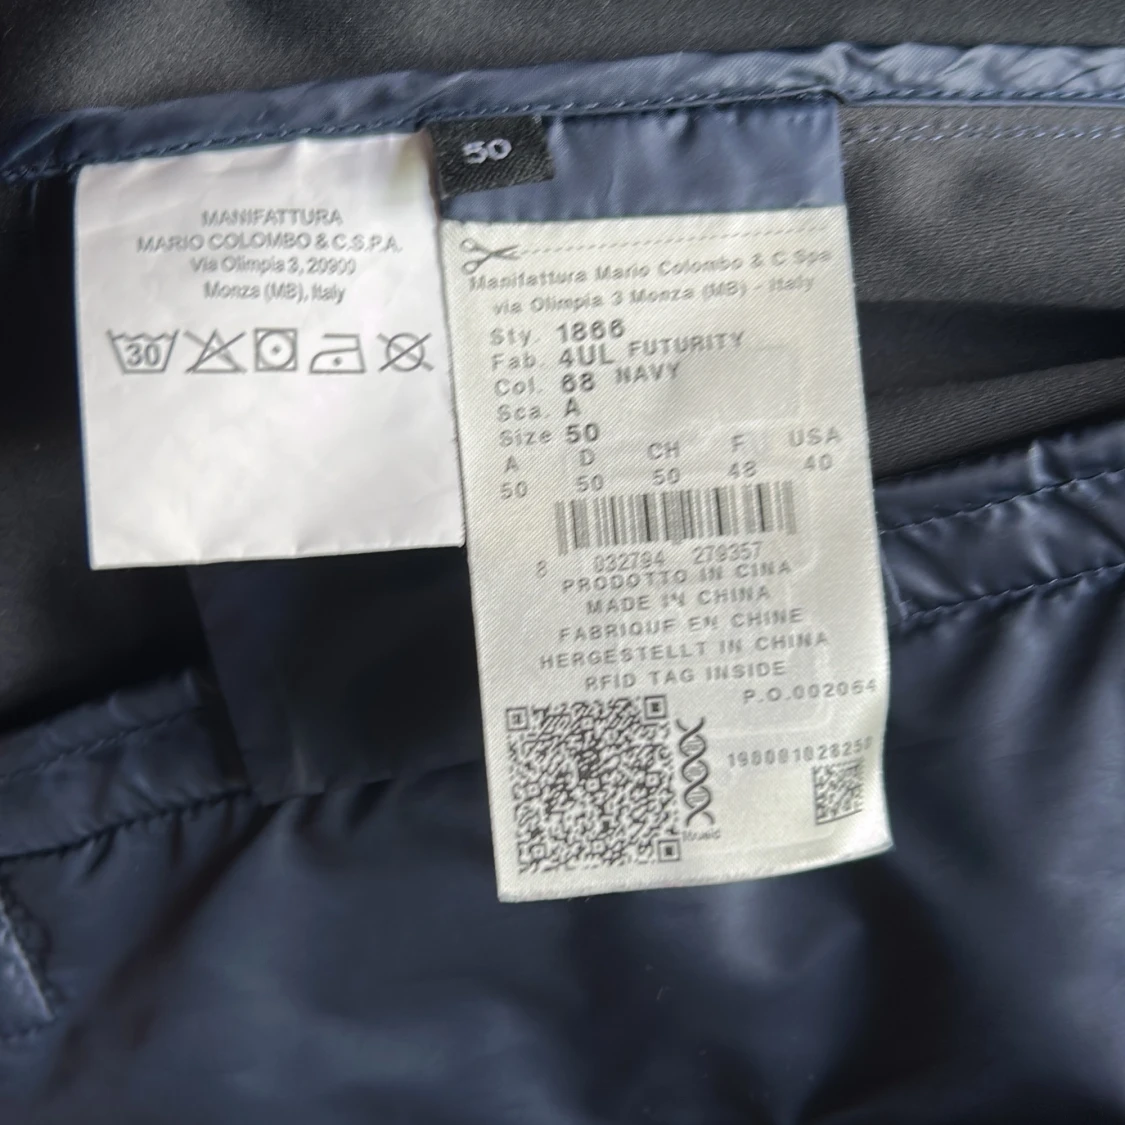 MANIFATTURA
MARIO COLOMBO & C.S.P.A.
Via Olimpia 3, 20900
Monza (MB), Italy
30
50
Manifattura Mario Colombo & C Spa
via Olimpia 3 Monza (MB) - Italy
Sty. 1866
Fab. 4UL FUTURITY
Col. 68 NAVY
Sca. A
Size 50
A D CH F USA
50 50 50 48 40
8 032794 279357
PRODOTTO IN CINA
MADE IN CHINA
FABRIQUE EN CHINE
HERGESTELLT IN CHINA
RFID TAG INSIDE
P.O.002064